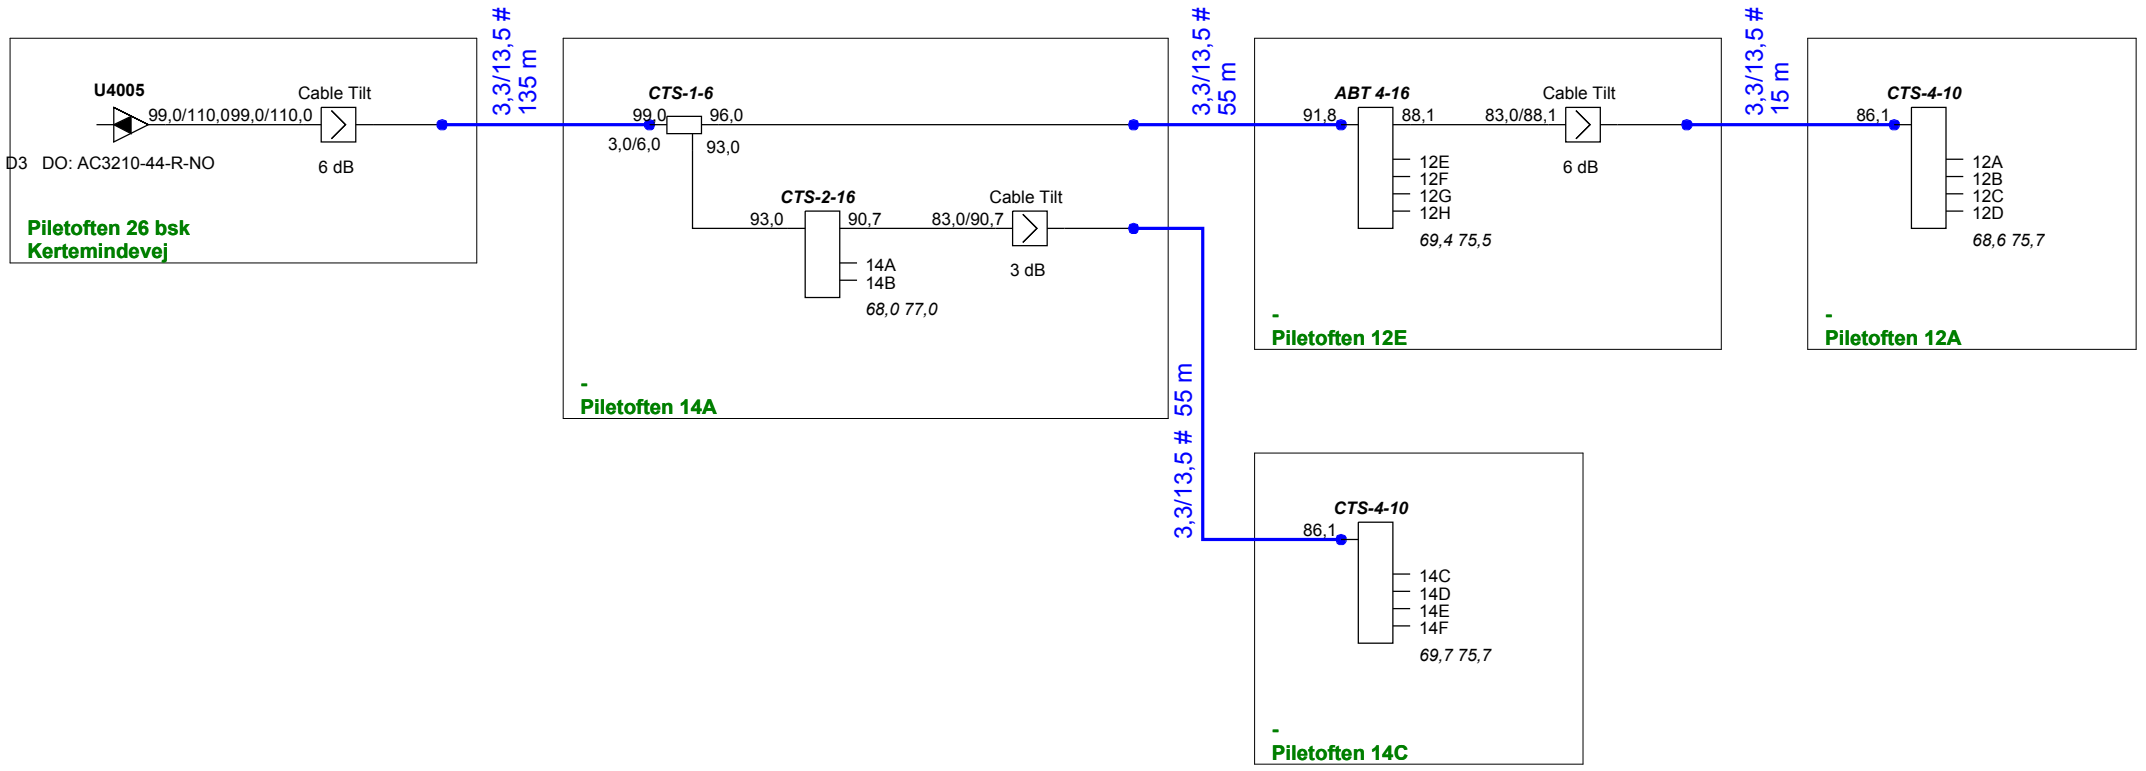 U4005
99,0/110,099,0/110,0
Cable Tilt
6 dB
D3 DO: AC3210-44-R-NO
Piletoften 26 bsk
Kertemindevej
3,3/13,5 #
135 m
CTS-1-6
99,0
96,0
3,0/6,0
93,0
CTS-2-16
93,0
90,7
14A
14B
68,0 77,0
83,0/90,7
Cable Tilt
3 dB
-
Piletoften 14A
3,3/13,5 #
55 m
3,3/13,5 # 55 m
ABT 4-16
91,8
88,1
12E
12F
12G
12H
69,4 75,5
83,0/88,1
Cable Tilt
6 dB
-
Piletoften 12E
3,3/13,5 #
15 m
CTS-4-10
86,1
12A
12B
12C
12D
68,6 75,7
-
Piletoften 12A
CTS-4-10
86,1
14C
14D
14E
14F
69,7 75,7
-
Piletoften 14C